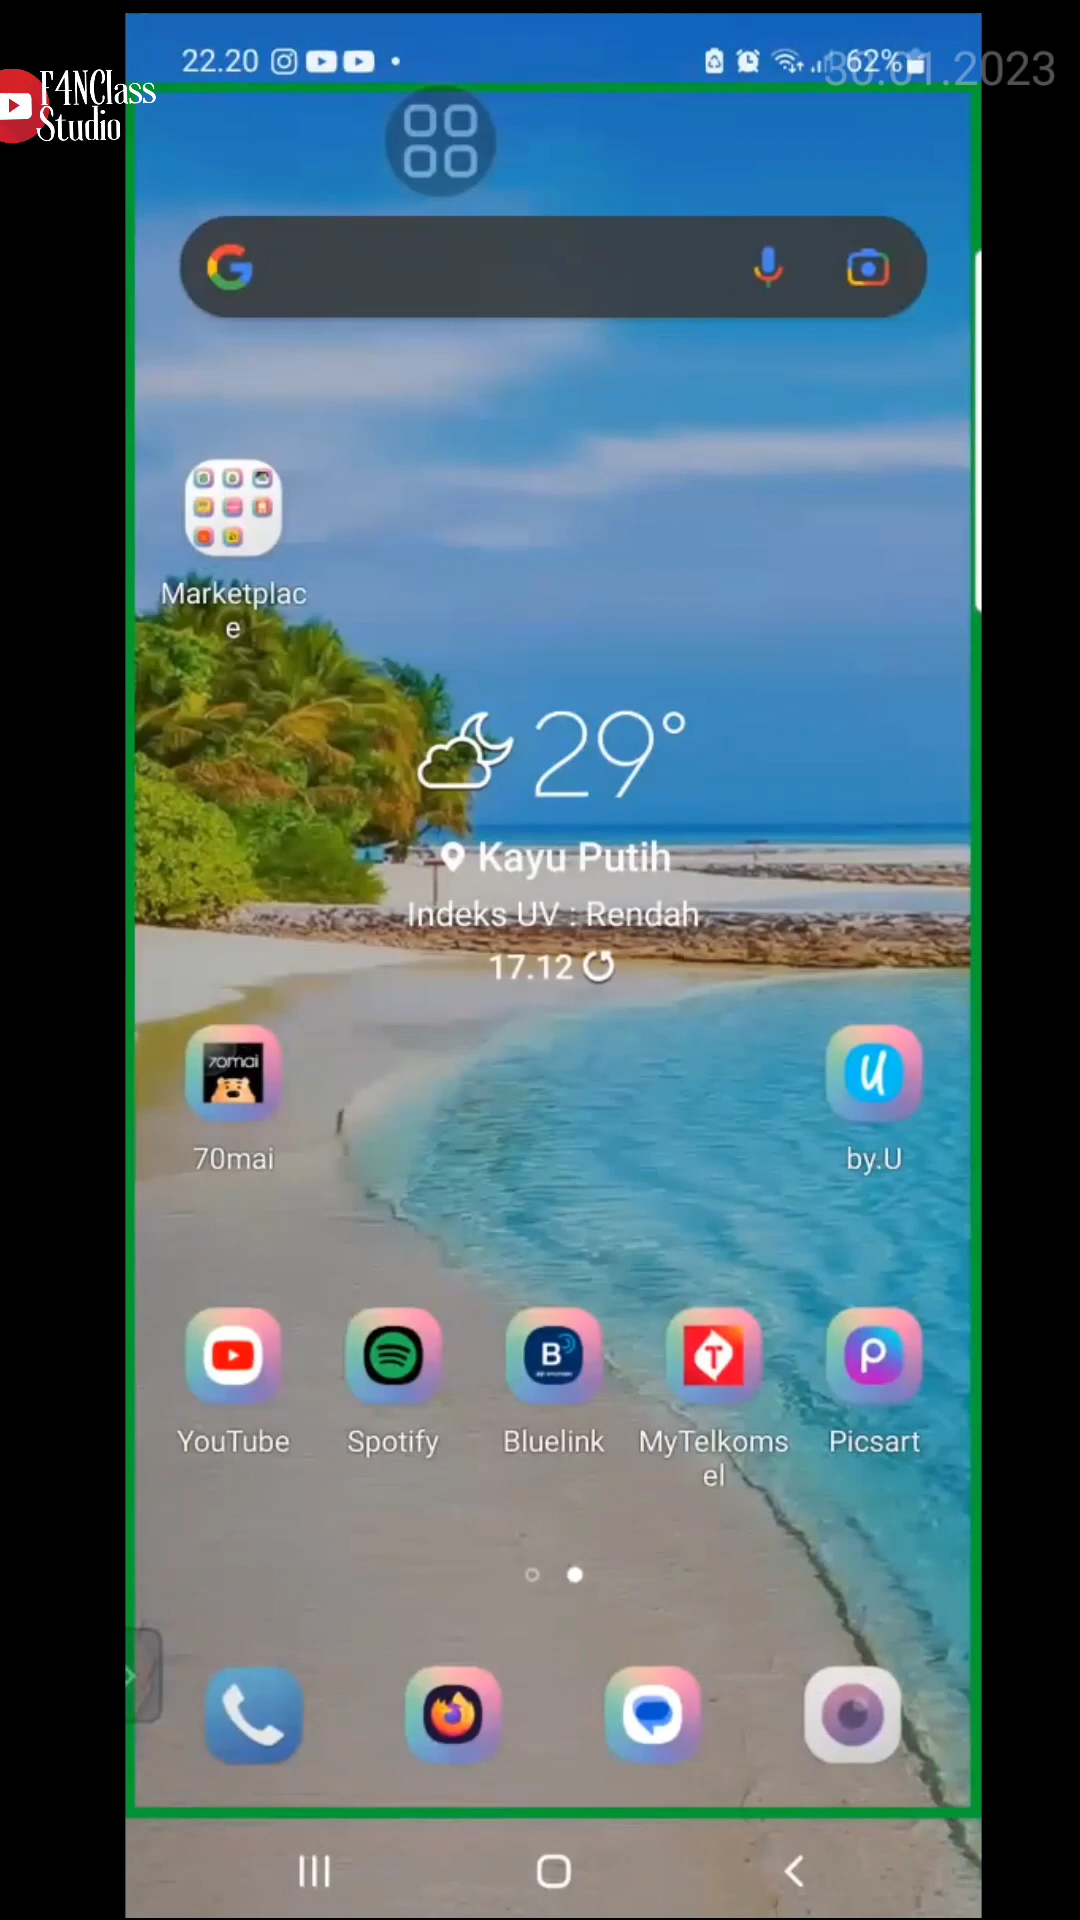 22.20
62%
30.01.2023
F4NClass
Studio
Marketplac
e
29°
Kayu Putih
Indeks UV : Rendah
17.12
70mai
70mai
by.U
YouTube
Spotify
Bluelink
MyTelkoms
el
Picsart